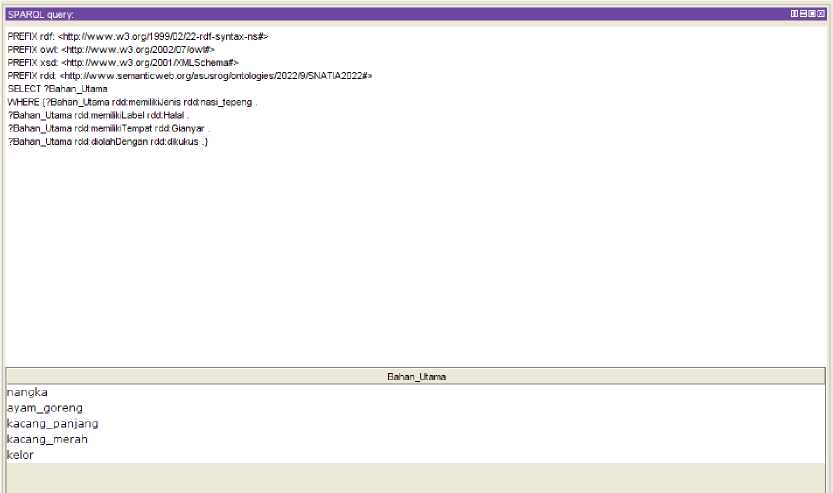 SPARQL query:
PREFIX rdf: <http://www.w3.org/1999/02/22-rdf-syntax-ns#>
PREFIX owl: <http://www.w3.org/2002/07/owl#>
PREFIX xsd: <http://www.w3.org/2001/XMLSchema#>
PREFIX rdd: <http://www.semanticweb.org/asusrog/ontologies/2022/9/SNATIA2022#>
SELECT ?Bahan_Utama
WHERE {?Bahan_Utama rdd:memilikiJenis rdd:nasi_tepeng .
?Bahan_Utama rdd:memilikiLabel rdd:Halal .
?Bahan_Utama rdd:memilikiTempat rdd:Gianyar .
?Bahan_Utama rdd:diolahDengan rdd:dikukus .}
Bahan_Utama
nangka
ayam_goreng
kacang_panjang
kacang_merah
kelor